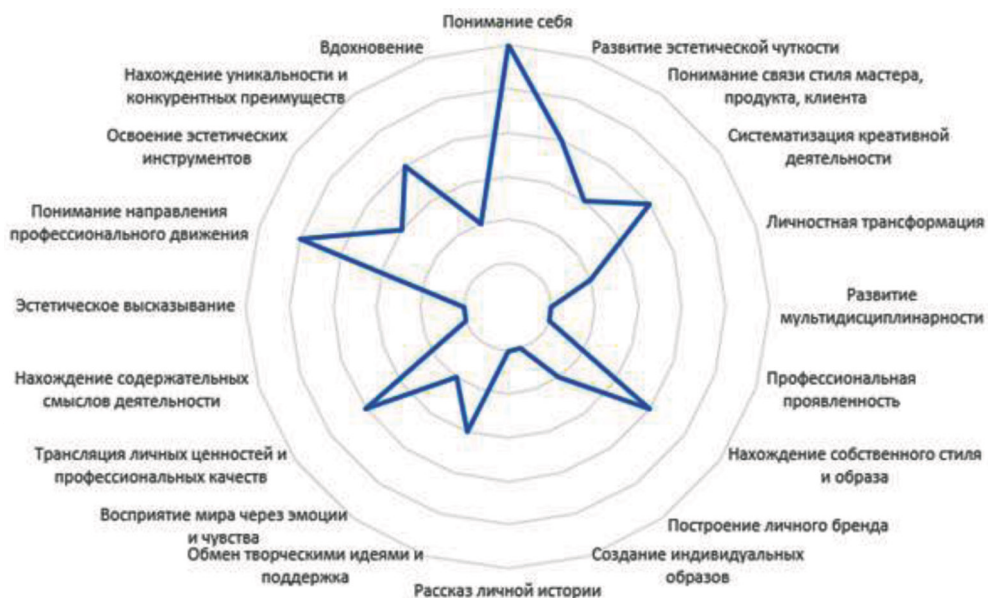 Понимание себя
Развитие эстетической чуткости
Понимание связи стиля мастера,
продукта, клиента
Систематизация креативной
деятельности
Личностная трансформация
Развитие
мультидисциплинарности
Профессиональная
проявленность
Нахождение собственного стиля
и образа
Построение личного бренда
Создание индивидуальных
образов
Рассказ личной истории
Обмен творческими идеями и
поддержка
Восприятие мира через эмоции
и чувства
Трансляция личных ценностей и
профессиональных качеств
Нахождение содержательных
смыслов деятельности
Эстетическое высказывание
Понимание направления
профессионального движения
Освоение эстетических
инструментов
Нахождение уникальности и
конкурентных преимуществ
Вдохновение